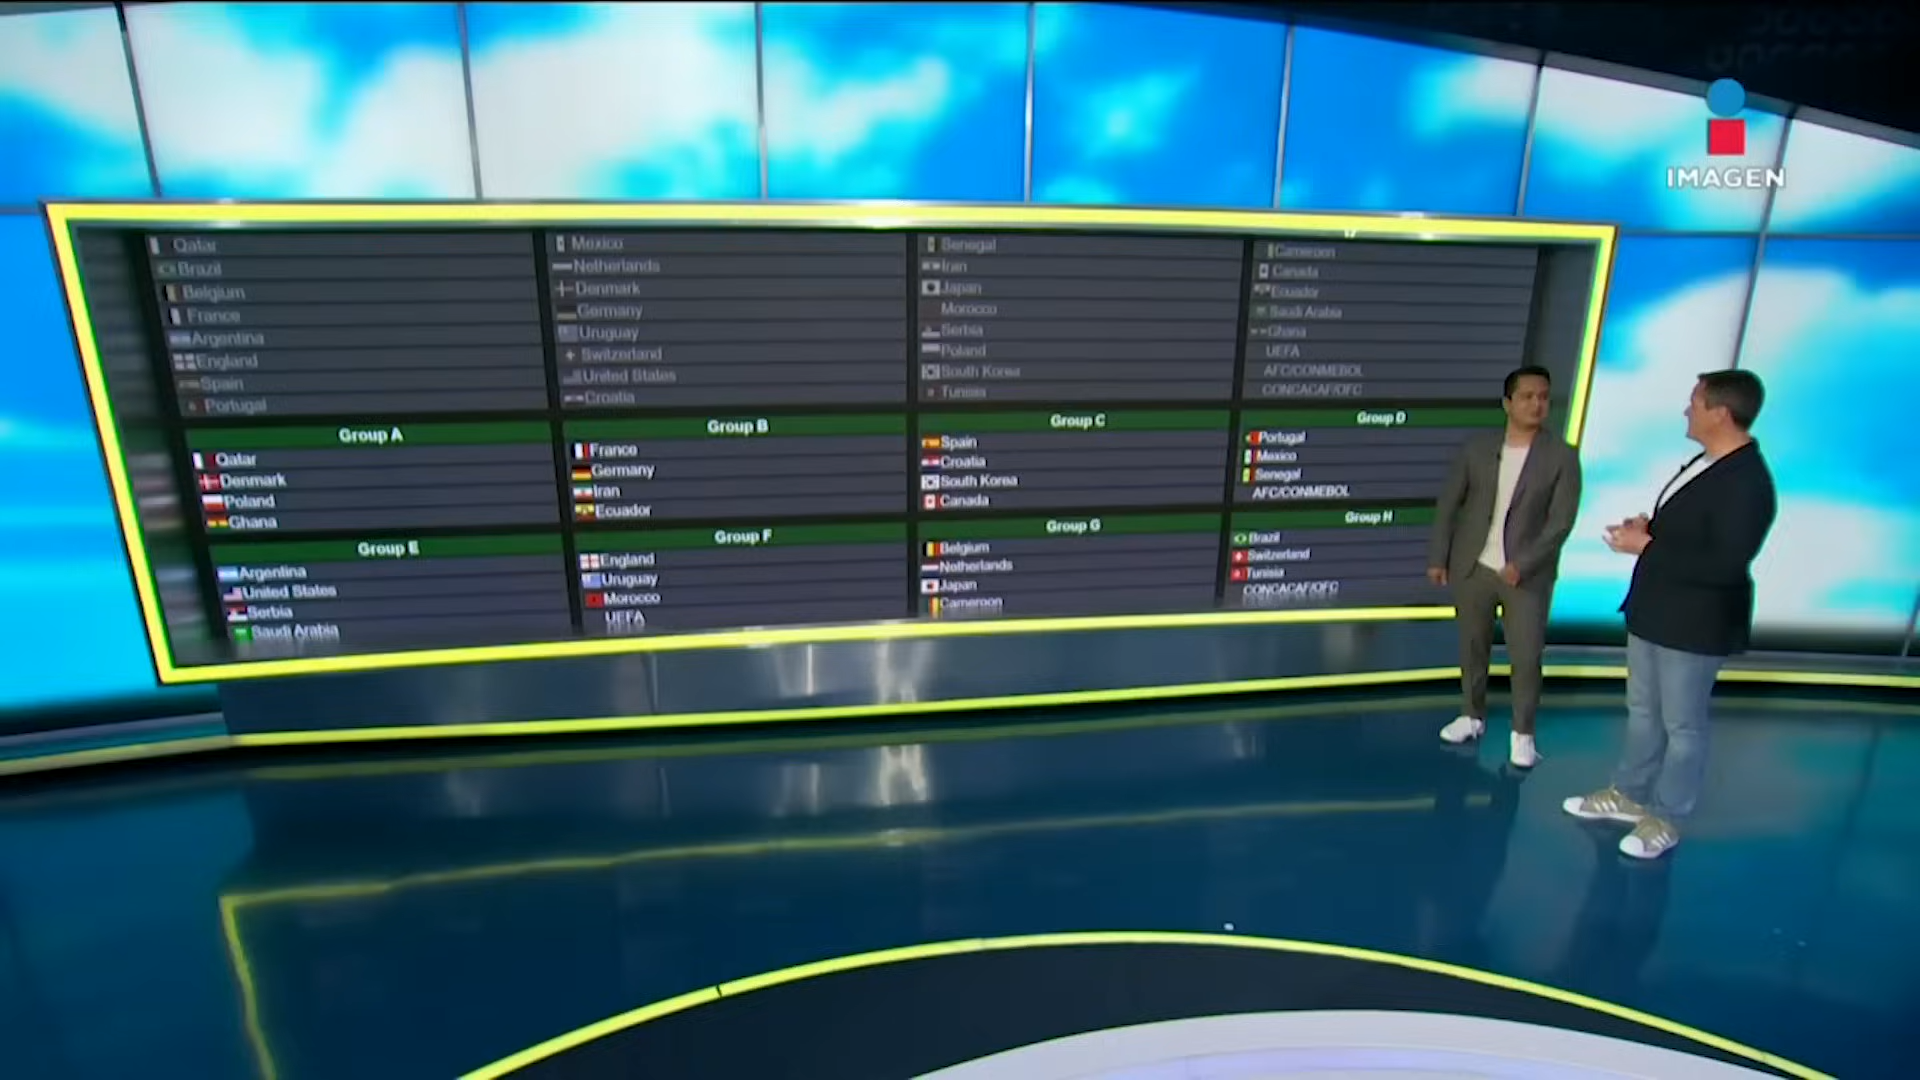 IMAGEN
Qatar
Brazil
Belgium
France
Argentina
England
Spain
Portugal
Mexico
Netherlands
Denmark
Germany
Uruguay
Switzerland
United States
Croatia
Senegal
Iran
Japan
Morocco
Serbia
Poland
South Korea
Tunisia
Cameroon
Canada
Ecuador
Saudi Arabia
Ghana
UEFA
AFC/CONMEBOL
CONCACAF/OFC
Group A
Qatar
Denmark
Poland
Ghana
Group B
France
Germany
Iran
Ecuador
Group C
Spain
Croatia
South Korea
Canada
Group D
Portugal
Mexico
Senegal
AFC/CONMEBOL
Group E
Argentina
United States
Serbia
Saudi Arabia
Group F
England
Uruguay
Morocco
UEFA
Group G
Belgium
Netherlands
Japan
Cameroon
Group H
Brazil
Switzerland
Tunisia
CONCACAF/OFC